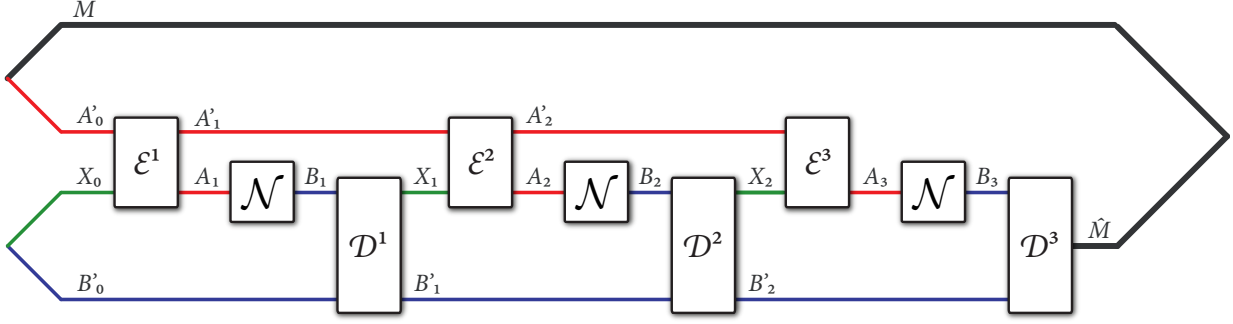 M
A'₀ A'₁ A'₂
ℰ¹ ℰ² ℰ³
X₀ A₁ 𝒩 B₁ X₁ A₂ 𝒩 B₂ X₂ A₃ 𝒩 B₃
𝒟¹ 𝒟² 𝒟³ M̂
B'₀ B'₁ B'₂